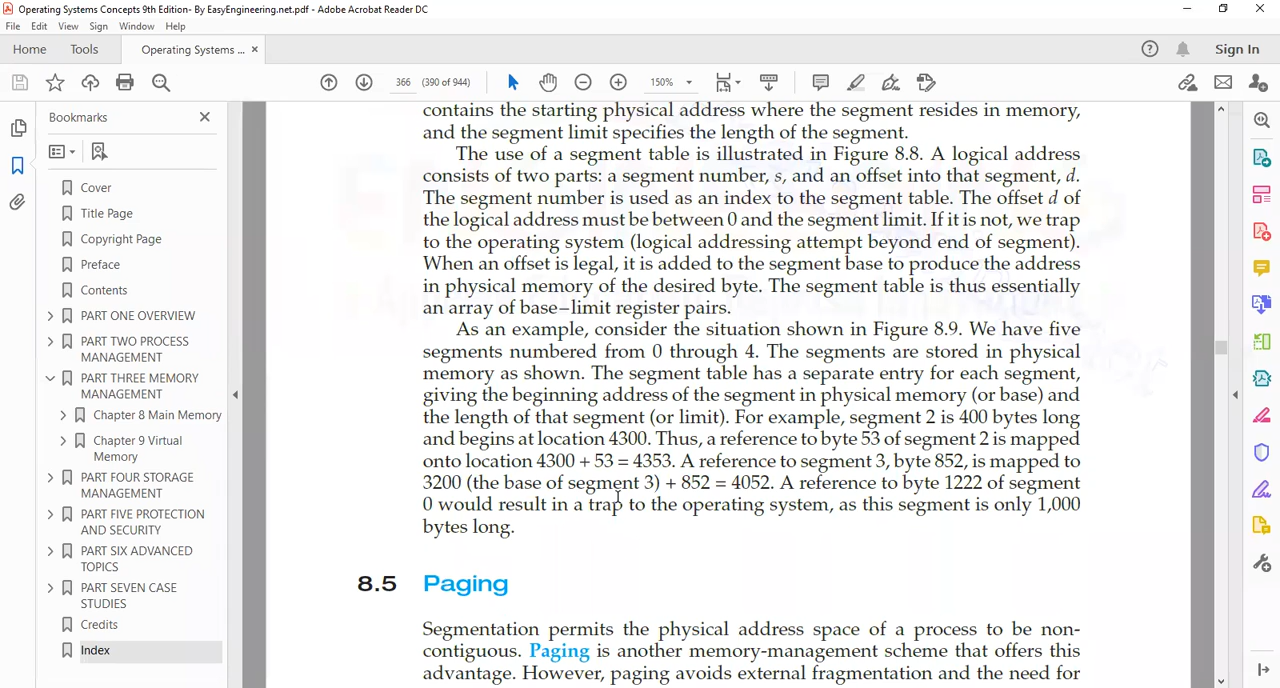 Operating Systems Concepts 9th Edition- By EasyEngineering.net.pdf - Adobe Acrobat Reader DC
File Edit View Sign Window Help
Home Tools Operating Systems ... × Sign In
366 (390 of 944) 150%
Bookmarks
Cover
Title Page
Copyright Page
Preface
Contents
PART ONE OVERVIEW
PART TWO PROCESS
MANAGEMENT
PART THREE MEMORY
MANAGEMENT
Chapter 8 Main Memory
Chapter 9 Virtual
Memory
PART FOUR STORAGE
MANAGEMENT
PART FIVE PROTECTION
AND SECURITY
PART SIX ADVANCED
TOPICS
PART SEVEN CASE
STUDIES
Credits
Index
contains the starting physical address where the segment resides in memory,
and the segment limit specifies the length of the segment.
The use of a segment table is illustrated in Figure 8.8. A logical address
consists of two parts: a segment number, s, and an offset into that segment, d.
The segment number is used as an index to the segment table. The offset d of
the logical address must be between 0 and the segment limit. If it is not, we trap
to the operating system (logical addressing attempt beyond end of segment).
When an offset is legal, it is added to the segment base to produce the address
in physical memory of the desired byte. The segment table is thus essentially
an array of base–limit register pairs.
As an example, consider the situation shown in Figure 8.9. We have five
segments numbered from 0 through 4. The segments are stored in physical
memory as shown. The segment table has a separate entry for each segment,
giving the beginning address of the segment in physical memory (or base) and
the length of that segment (or limit). For example, segment 2 is 400 bytes long
and begins at location 4300. Thus, a reference to byte 53 of segment 2 is mapped
onto location 4300 + 53 = 4353. A reference to segment 3, byte 852, is mapped to
3200 (the base of segment 3) + 852 = 4052. A reference to byte 1222 of segment
0 would result in a trap to the operating system, as this segment is only 1,000
bytes long.
8.5 Paging
Segmentation permits the physical address space of a process to be non-
contiguous. Paging is another memory-management scheme that offers this
advantage. However, paging avoids external fragmentation and the need for